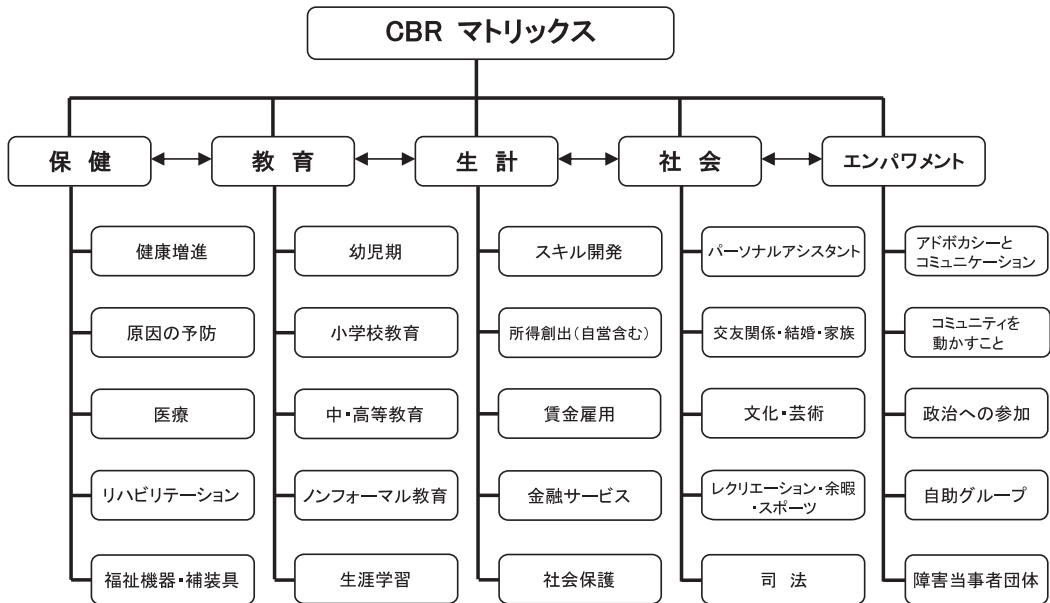 CBR マトリックス
保 健
教 育
生 計
社 会
エンパワメント
健康増進
原因の予防
医療
リハビリテーション
福祉機器・補装具
幼児期
小学校教育
中・高等教育
ノンフォーマル教育
生涯学習
スキル開発
所得創出(自営含む)
賃金雇用
金融サービス
社会保護
パーソナルアシスタント
交友関係・結婚・家族
文化・芸術
レクリエーション・余暇
・スポーツ
司 法
アドボカシーと
コミュニケーション
コミュニティを
動かすこと
政治への参加
自助グループ
障害当事者団体